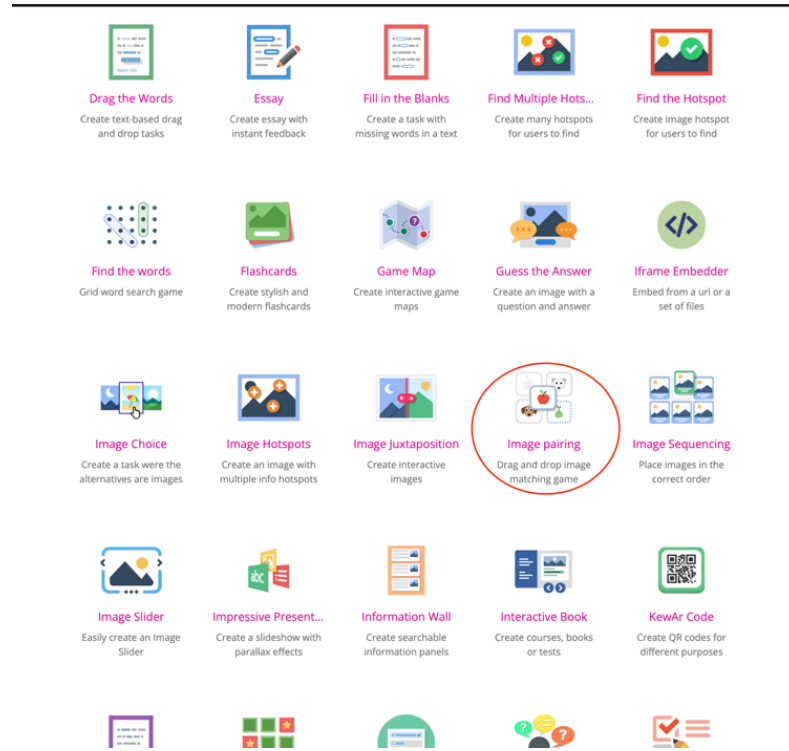 Drag the Words
Create text-based drag
and drop tasks
Essay
Create essay with
instant feedback
Fill in the Blanks
Create a task with
missing words in a text
Find Multiple Hots...
Create many hotspots
for users to find
Find the Hotspot
Create image hotspot
for users to find
Find the words
Grid word search game
Flashcards
Create stylish and
modern flashcards
Game Map
Create interactive game
maps
Guess the Answer
Create an image with a
question and answer
Iframe Embedder
Embed from a url or a
set of files
Image Choice
Create a task were the
alternatives are images
Image Hotspots
Create an image with
multiple info hotspots
Image Juxtaposition
Create interactive
images
Image pairing
Drag and drop image
matching game
Image Sequencing
Place images in the
correct order
Image Slider
Easily create an Image
Slider
abc
Impressive Present...
Create a slideshow with
parallax effects
Information Wall
Create searchable
information panels
Interactive Book
Create courses, books
or tests
KewAr Code
Create QR codes for
different purposes